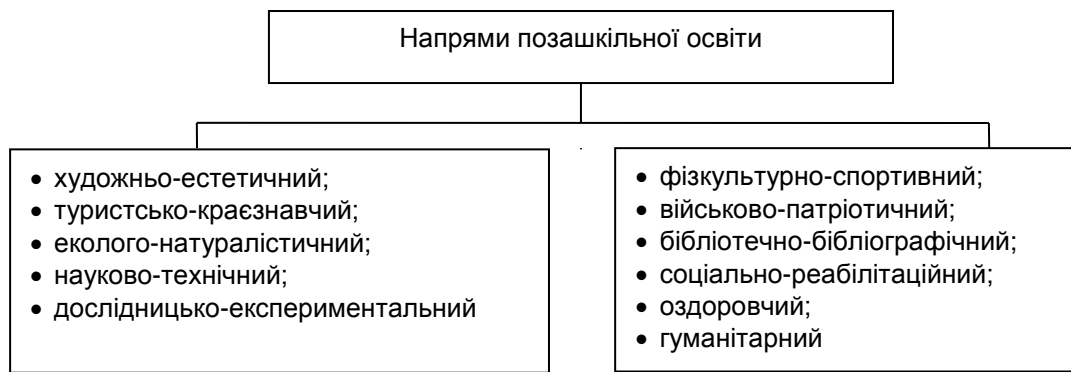 Напрями позашкільної освіти
• художньо-естетичний;
• туристсько-краєзнавчий;
• еколого-натуралістичний;
• науково-технічний;
• дослідницько-експериментальний
• фізкультурно-спортивний;
• військово-патріотичний;
• бібліотечно-бібліографічний;
• соціально-реабілітаційний;
• оздоровчий;
• гуманітарний